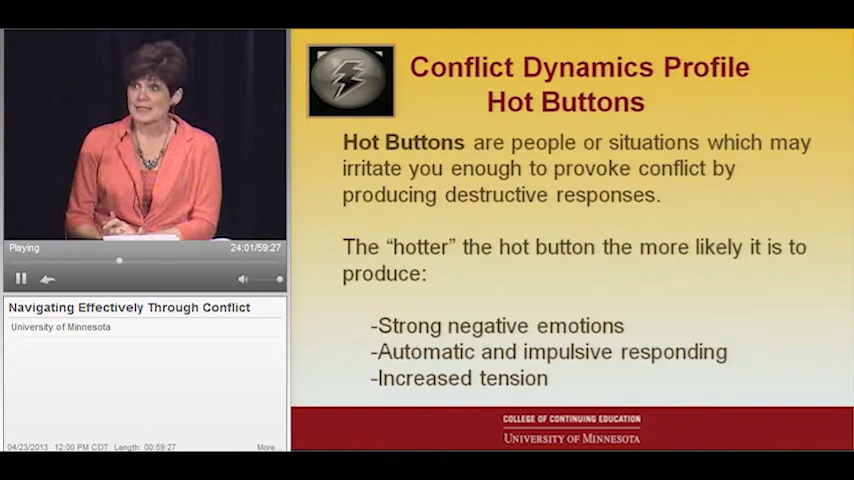 Conflict Dynamics Profile
Hot Buttons
Hot Buttons are people or situations which may
irritate you enough to provoke conflict by
producing destructive responses.
The “hotter” the hot button the more likely it is to
produce:
-Strong negative emotions
-Automatic and impulsive responding
-Increased tension
COLLEGE OF CONTINUING EDUCATION
UNIVERSITY OF MINNESOTA
Playing 24:01/59:27
Navigating Effectively Through Conflict
University of Minnesota
04/23/2013 12:00 PM CDT Length: 00:59:27 More...